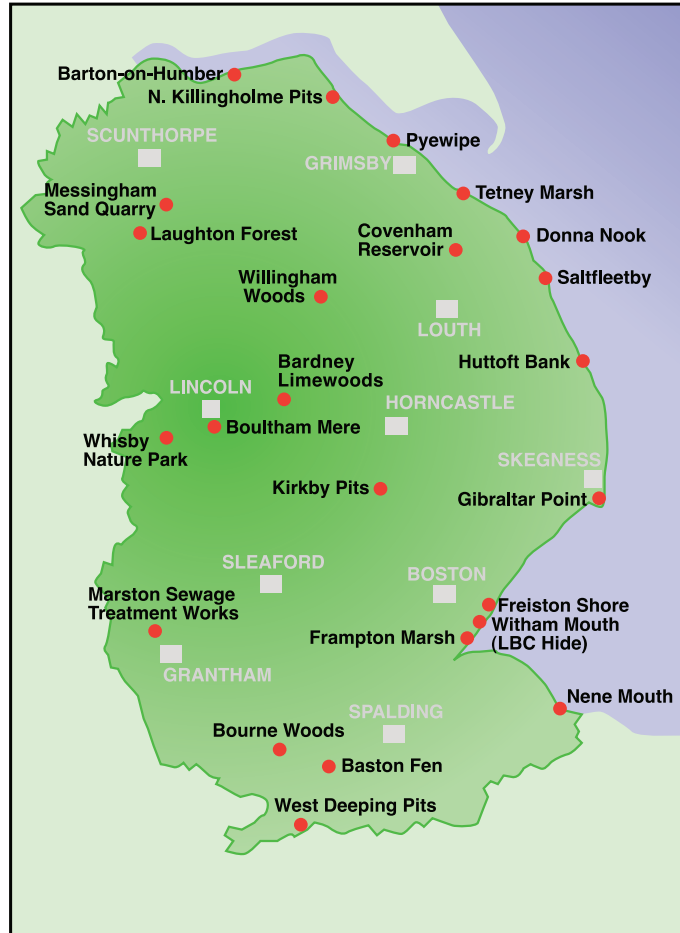 Barton-on-Humber
N. Killingholme Pits
SCUNTHORPE
Pyewipe
GRIMSBY
Messingham
Sand Quarry
Tetney Marsh
Laughton Forest
Covenham
Reservoir
Donna Nook
Willingham
Woods
Saltfleetby
LOUTH
Huttoft Bank
Bardney
Limewoods
LINCOLN
HORNCASTLE
Boultham Mere
Whisby
Nature Park
SKEGNESS
Kirkby Pits
Gibraltar Point
SLEAFORD
BOSTON
Marston Sewage
Treatment Works
Freiston Shore
Witham Mouth
(LBC Hide)
Frampton Marsh
GRANTHAM
Nene Mouth
SPALDING
Bourne Woods
Baston Fen
West Deeping Pits